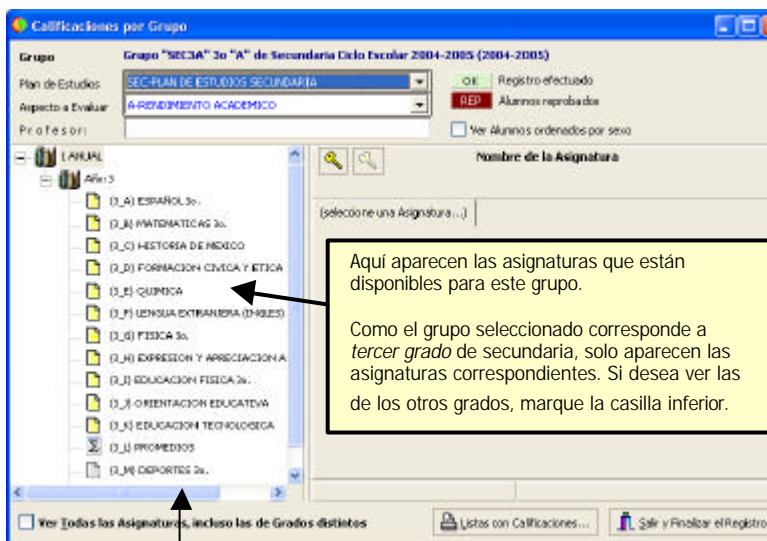 Calificaciones por Grupo
Grupo
Grupo "SEC3A" 3o "A" de Secundaria Ciclo Escolar 2004-2005 (2004-2005)
Plan de Estudios
SEC-PLAN DE ESTUDIOS SECUNDARIA
OK Registro efectuado
Aspecto a Evaluar
A-RENDIMIENTO ACADEMICO
REP Alumnos reprobados
Profesor:
Ver Alumnos ordenados por sexo
1 ANUAL
Nombre de la Asignatura
Año: 3
(3_A) ESPAÑOL 3o.
(seleccione una Asignatura...)
(3_B) MATEMATICAS 3o.
(3_C) HISTORIA DE MEXICO
(3_D) FORMACION CIVICA Y ETICA
(3_E) QUIMICA
(3_F) LENGUA EXTRANJERA (INGLES)
(3_G) FISICA 3o.
(3_H) EXPRESION Y APRECIACION A
(3_I) EDUCACION FISICA 3o.
(3_J) ORIENTACION EDUCATIVA
(3_K) EDUCACION TECNOLOGICA
Σ (3_L) PROMEDIOS
(3_M) DEPORTES 3o.
Aquí aparecen las asignaturas que están
disponibles para este grupo.
Como el grupo seleccionado corresponde a
tercer grado de secundaria, solo aparecen las
asignaturas correspondientes. Si desea ver las
de los otros grados, marque la casilla inferior.
Ver Todas las Asignaturas, incluso las de Grados distintos
Listas con Calificaciones...
Salir y Finalizar el Registro